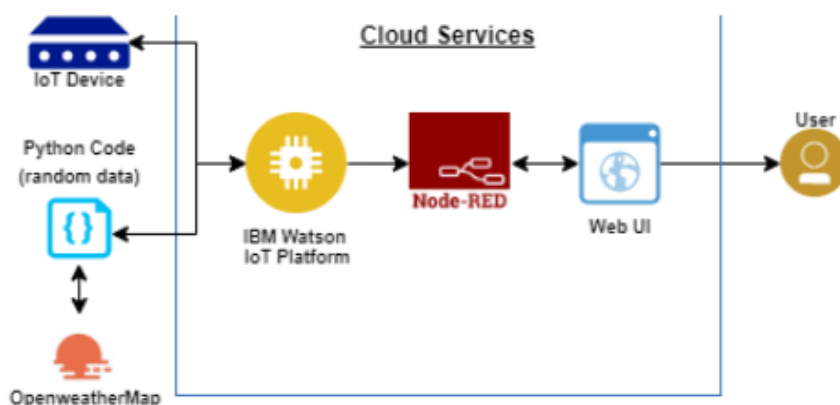 Cloud Services
IoT Device
Python Code
(random data)
{ }
OpenweatherMap
IBM Watson
IoT Platform
Node-RED
Web UI
User